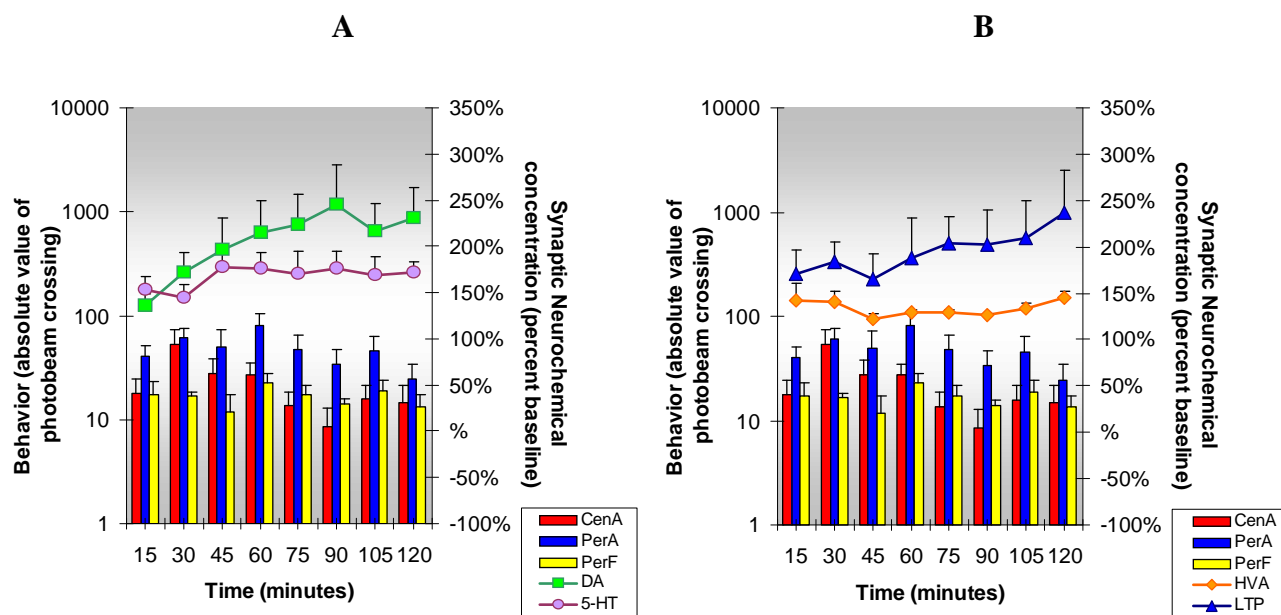 A
Behavior (absolute value of
photobeam crossing)
10000
1000
100
10
1
350%
300%
250%
200%
150%
100%
50%
%
-50%
-100%
Synaptic Neurochemical
concentration (percent baseline)
15 30 45 60 75 90 105 120
Time (minutes)
CenA
PerA
PerF
DA
5-HT
B
Behavior (absolute value of
photobeam crossing)
10000
1000
100
10
1
350%
300%
250%
200%
150%
100%
50%
%
-50%
-100%
Synaptic Neurochemical
concentration (percent baseline)
15 30 45 60 75 90 105 120
Time (minutes)
CenA
PerA
PerF
HVA
LTP